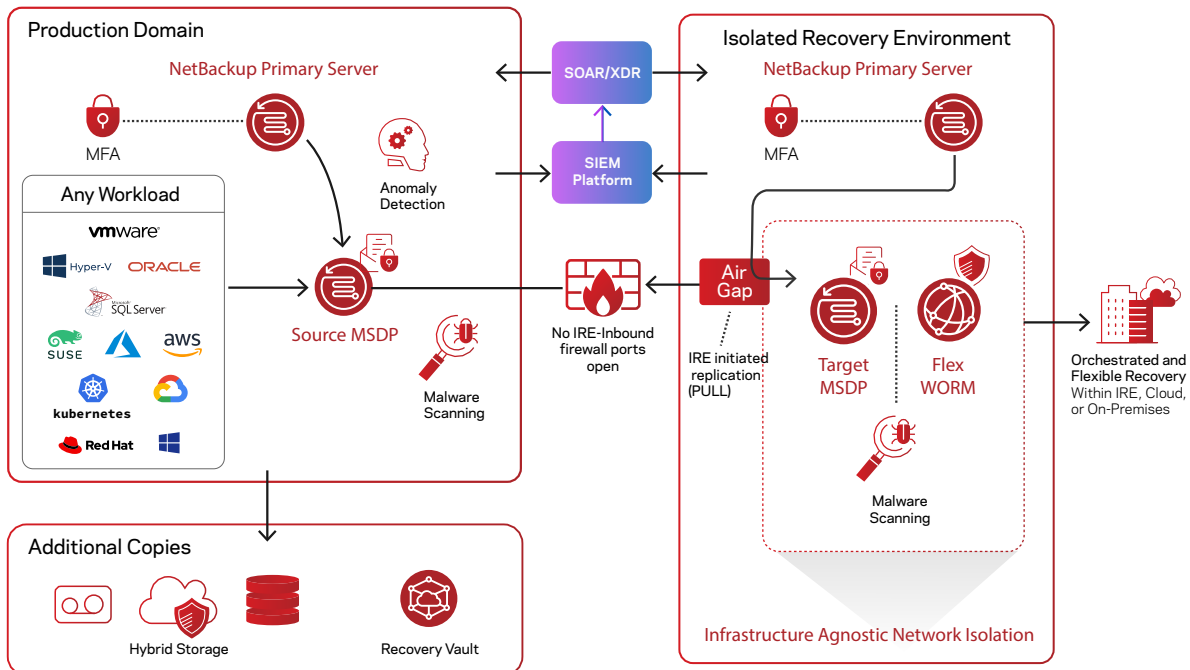 Production Domain
NetBackup Primary Server
MFA
Anomaly
Detection
Any Workload
vmware®
Hyper-V
ORACLE
Microsoft
SQL Server
SUSE
aws
kubernetes
Red Hat
Source MSDP
Malware
Scanning
SOAR/XDR
SIEM
Platform
No IRE-Inbound
firewall ports
open
Isolated Recovery Environment
NetBackup Primary Server
MFA
Air
Gap
IRE initiated
replication
(PULL)
Target
MSDP
Flex
WORM
Malware
Scanning
Infrastructure Agnostic Network Isolation
Orchestrated and
Flexible Recovery
Within IRE, Cloud,
or On-Premises
Additional Copies
Hybrid Storage
Recovery Vault